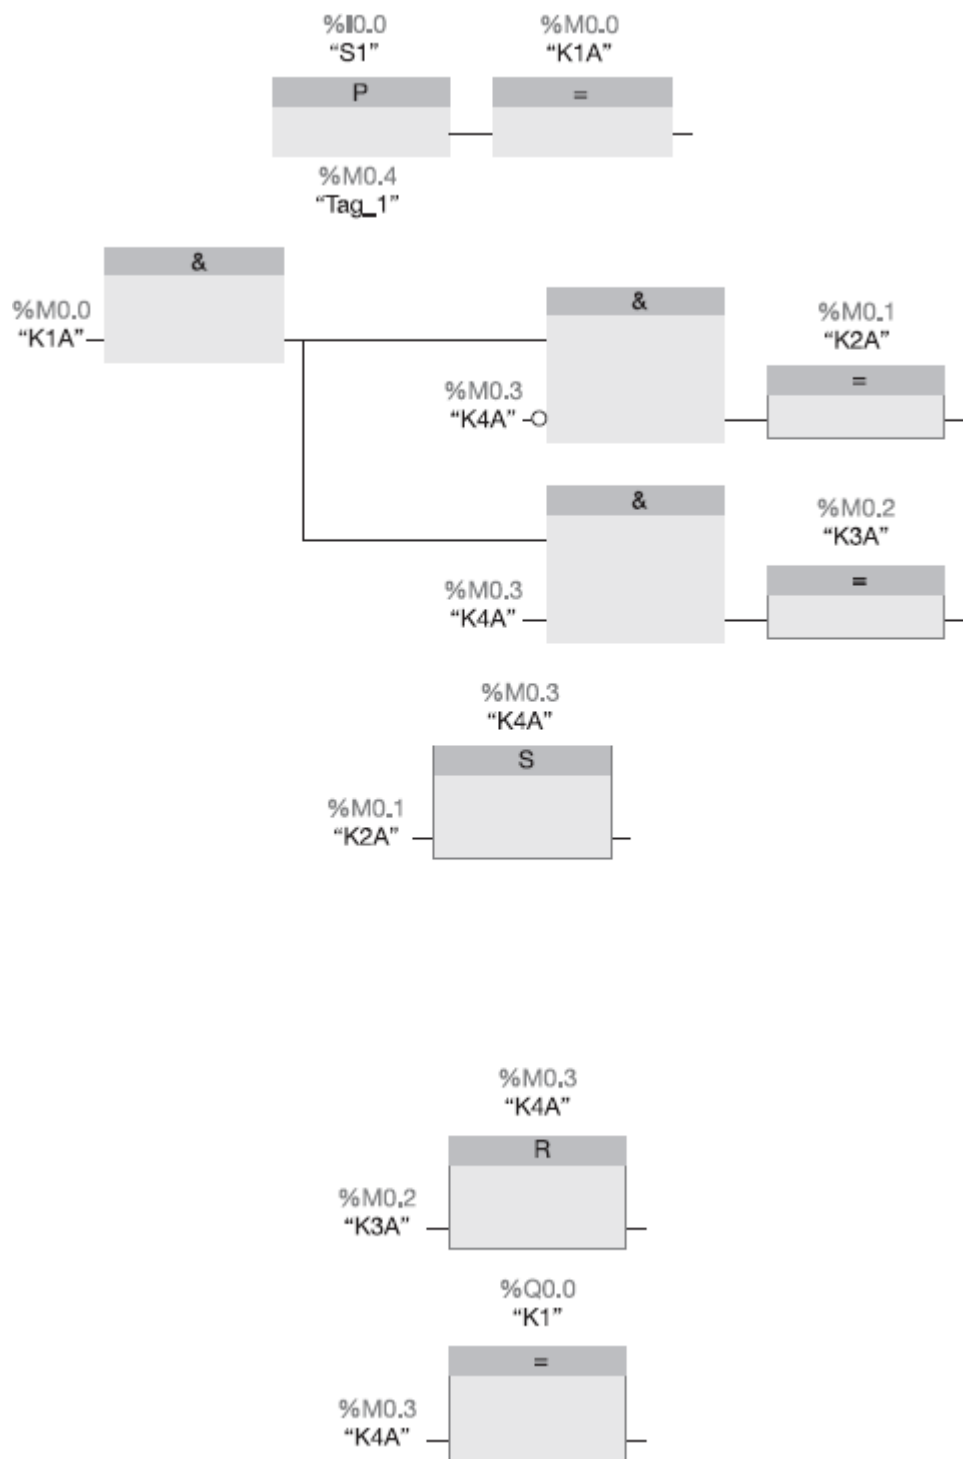 %I0.0
“S1”
%M0.0
“K1A”
P
=
%M0.4
“Tag_1”
&
%M0.0
“K1A”
&
%M0.3
“K4A”
%M0.1
“K2A”
=
&
%M0.3
“K4A”
%M0.2
“K3A”
=
%M0.3
“K4A”
S
%M0.1
“K2A”
%M0.3
“K4A”
R
%M0.2
“K3A”
%Q0.0
“K1”
=
%M0.3
“K4A”